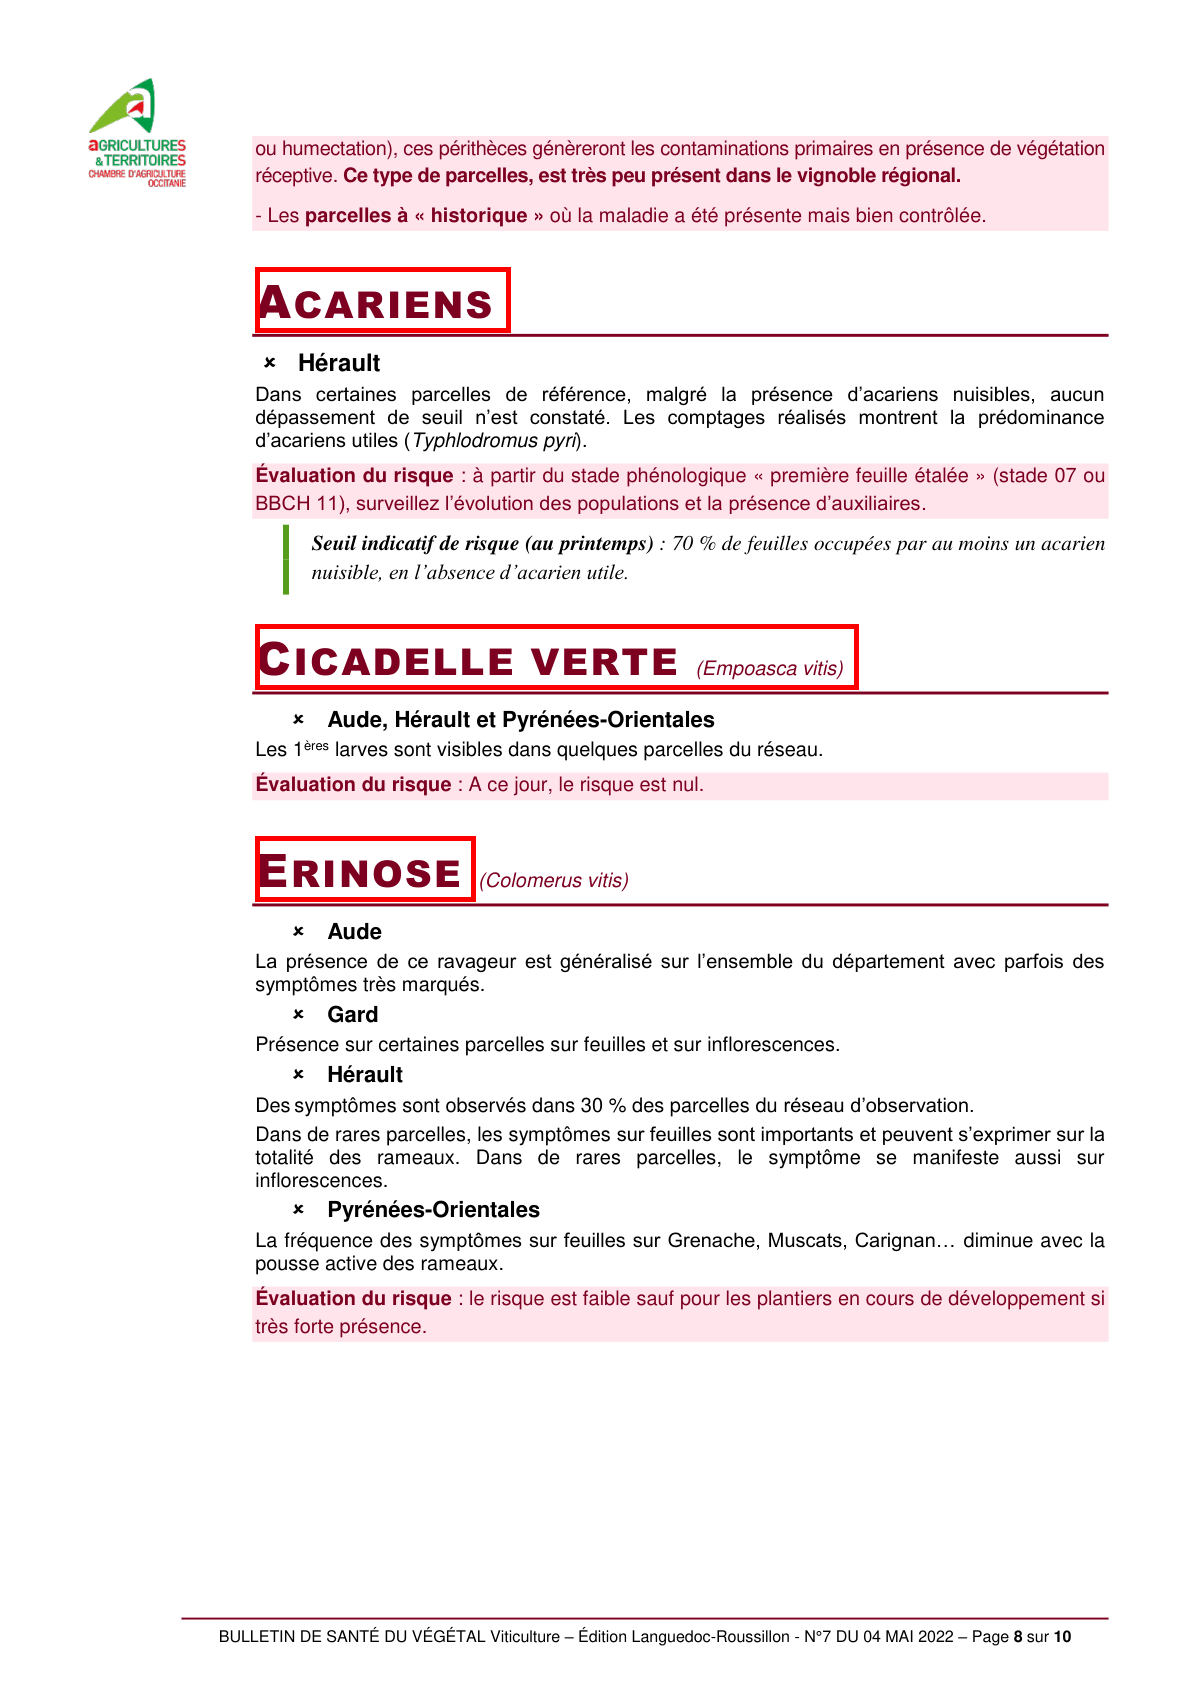 aGRICULTURES
& TERRITOIRES
CHAMBRE D'AGRICULTURE
OCCITANIE
ou humectation), ces périthèces génèreront les contaminations primaires en présence de végétation
réceptive. Ce type de parcelles, est très peu présent dans le vignoble régional.
- Les parcelles à « historique » où la maladie a été présente mais bien contrôlée.
ACARIENS
× Hérault
Dans certaines parcelles de référence, malgré la présence d'acariens nuisibles, aucun
dépassement de seuil n'est constaté. Les comptages réalisés montrent la prédominance
d'acariens utiles (Typhlodromus pyri).
Évaluation du risque : à partir du stade phénologique « première feuille étalée » (stade 07 ou
BBCH 11), surveillez l'évolution des populations et la présence d'auxiliaires.
Seuil indicatif de risque (au printemps) : 70 % de feuilles occupées par au moins un acarien
nuisible, en l'absence d'acarien utile.
CICADELLE VERTE (Empoasca vitis)
× Aude, Hérault et Pyrénées-Orientales
Les 1ères larves sont visibles dans quelques parcelles du réseau.
Évaluation du risque : A ce jour, le risque est nul.
ERINOSE (Colomerus vitis)
× Aude
La présence de ce ravageur est généralisé sur l'ensemble du département avec parfois des
symptômes très marqués.
× Gard
Présence sur certaines parcelles sur feuilles et sur inflorescences.
× Hérault
Des symptômes sont observés dans 30 % des parcelles du réseau d'observation.
Dans de rares parcelles, les symptômes sur feuilles sont importants et peuvent s'exprimer sur la
totalité des rameaux. Dans de rares parcelles, le symptôme se manifeste aussi sur
inflorescences.
× Pyrénées-Orientales
La fréquence des symptômes sur feuilles sur Grenache, Muscats, Carignan… diminue avec la
pousse active des rameaux.
Évaluation du risque : le risque est faible sauf pour les plantiers en cours de développement si
très forte présence.
BULLETIN DE SANTÉ DU VÉGÉTAL Viticulture – Édition Languedoc-Roussillon - N°7 DU 04 MAI 2022 – Page 8 sur 10